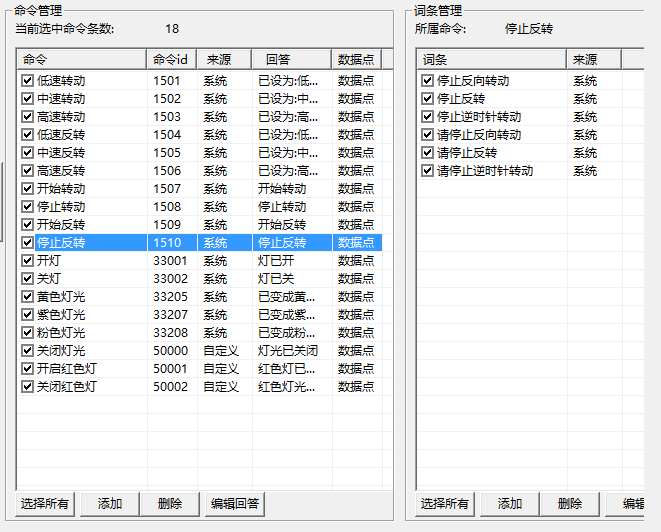 命令管理
当前选中命令条数: 18
命令 命令id 来源 回答 数据点
低速转动 1501 系统 已设为:低... 数据点
中速转动 1502 系统 已设为:中... 数据点
高速转动 1503 系统 已设为:高... 数据点
低速反转 1504 系统 已设为:低... 数据点
中速反转 1505 系统 已设为:中... 数据点
高速反转 1506 系统 已设为:高... 数据点
开始转动 1507 系统 开始转动 数据点
停止转动 1508 系统 停止转动 数据点
开始反转 1509 系统 开始反转 数据点
停止反转 1510 系统 停止反转 数据点
开灯 33001 系统 灯已开 数据点
关灯 33002 系统 灯已关 数据点
黄色灯光 33205 系统 已变成黄... 数据点
紫色灯光 33207 系统 已变成紫... 数据点
粉色灯光 33208 系统 已变成粉... 数据点
关闭灯光 50000 自定义 灯光已关闭 数据点
开启红色灯 50001 自定义 红色灯已... 数据点
关闭红色灯 50002 自定义 红色灯光... 数据点
选择所有 添加 删除 编辑回答
词条管理
所属命令: 停止反转
词条 来源
停止反向转动 系统
停止反转 系统
停止逆时针转动 系统
请停止反向转动 系统
请停止反转 系统
请停止逆时针转动 系统
选择所有 添加 删除 编辑